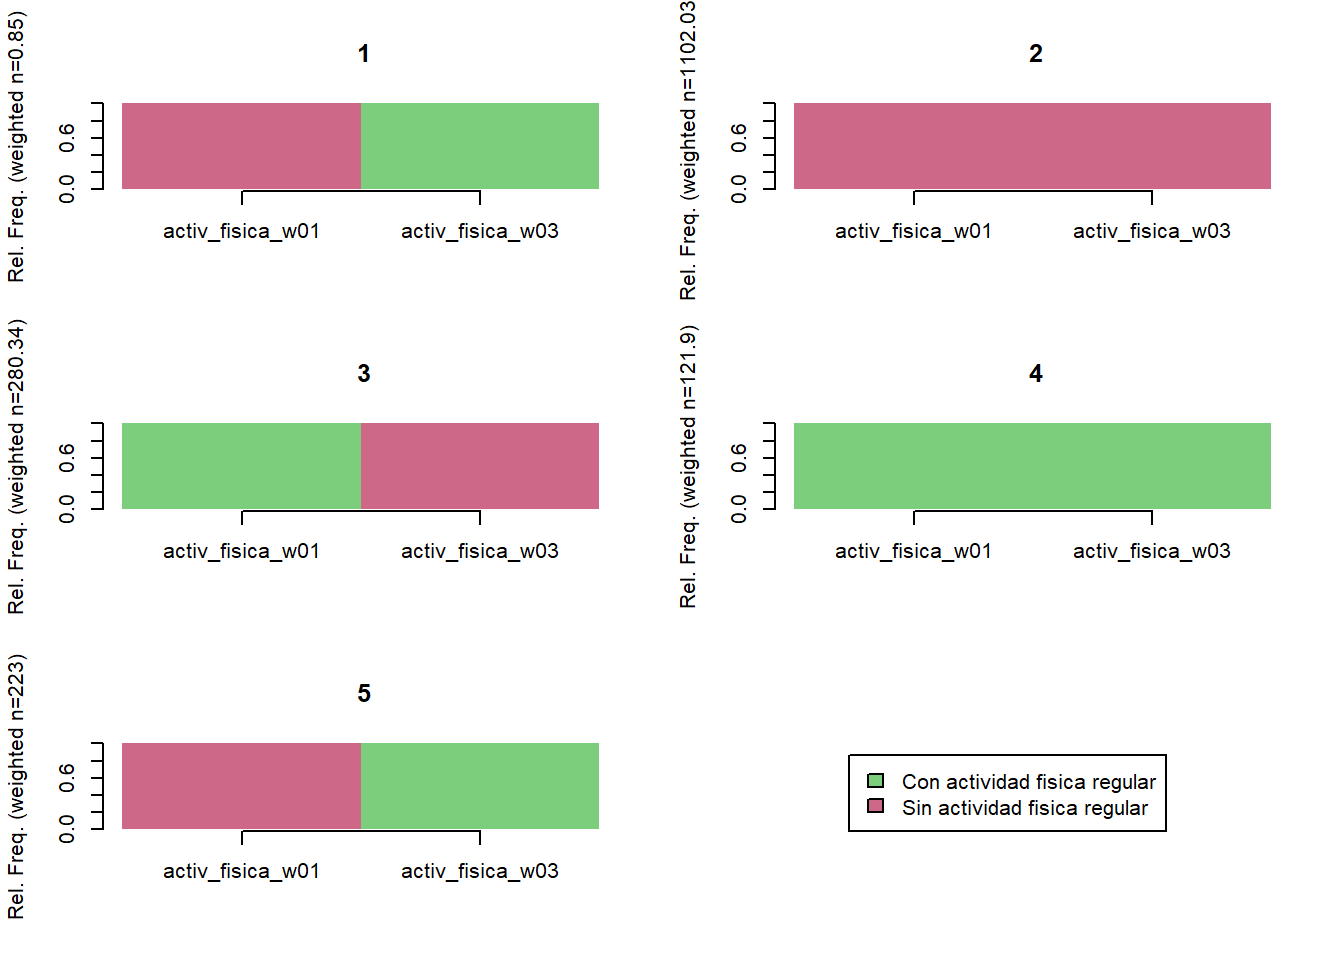 1
Rel. Freq. (weighted n=0.85)
0.6
0.0
activ_fisica_w01 activ_fisica_w03
2
Rel. Freq. (weighted n=1102.03
0.6
0.0
activ_fisica_w01 activ_fisica_w03
3
Rel. Freq. (weighted n=280.34)
0.6
0.0
activ_fisica_w01 activ_fisica_w03
4
Rel. Freq. (weighted n=121.9)
0.6
0.0
activ_fisica_w01 activ_fisica_w03
5
Rel. Freq. (weighted n=223)
0.6
0.0
activ_fisica_w01 activ_fisica_w03
Con actividad fisica regular
Sin actividad fisica regular